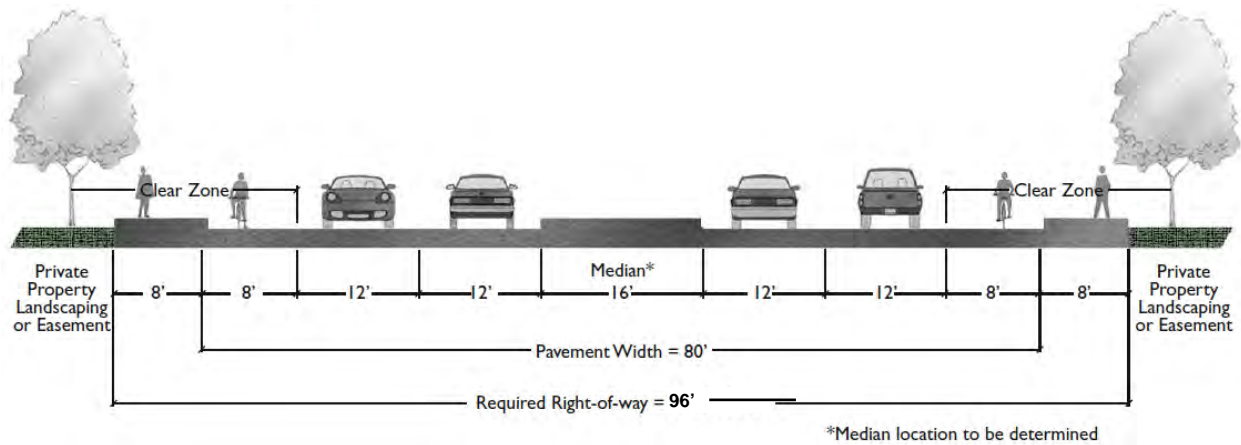 Clear Zone
Clear Zone
Private
Property
Landscaping
or Easement
8'
8'
12'
12'
Median*
16'
12'
12'
8'
8'
Private
Property
Landscaping
or Easement
Pavement Width = 80'
Required Right-of-way = 96'
*Median location to be determined